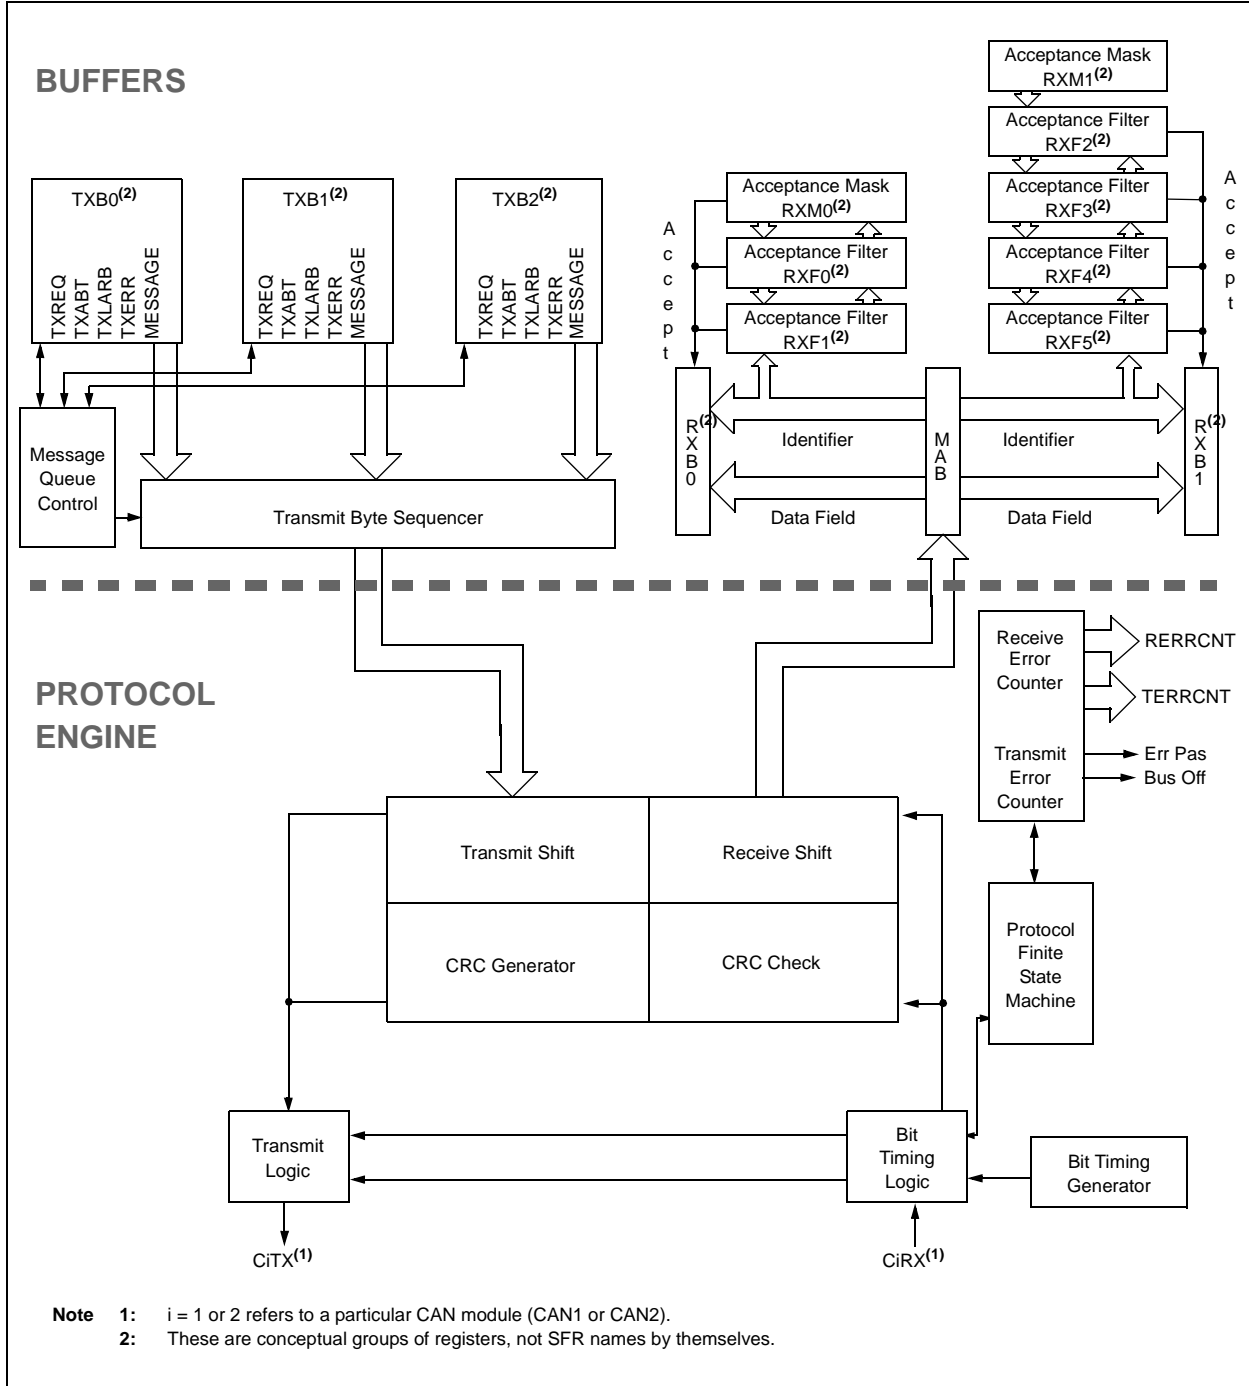 BUFFERS
TXB0(2)
TXREQ
TXABT
TXLARB
TXERR
MESSAGE
TXB1(2)
TXREQ
TXABT
TXLARB
TXERR
MESSAGE
TXB2(2)
TXREQ
TXABT
TXLARB
TXERR
MESSAGE
Message
Queue
Control
Transmit Byte Sequencer
Accept
Acceptance Mask
RXM0(2)
Acceptance Filter
RXF0(2)
Acceptance Filter
RXF1(2)
Acceptance Mask
RXM1(2)
Acceptance Filter
RXF2(2)
Acceptance Filter
RXF3(2)
Acceptance Filter
RXF4(2)
Acceptance Filter
RXF5(2)
Accept
RXB0(2)
Identifier
Data Field
MAB
Identifier
Data Field
RXB1(2)
PROTOCOL
ENGINE
Receive
Error
Counter
Transmit
Error
Counter
RERRCNT
TERRCNT
Err Pas
Bus Off
Transmit Shift
Receive Shift
CRC Generator
CRC Check
Protocol
Finite
State
Machine
Transmit
Logic
Bit
Timing
Logic
Bit Timing
Generator
CiTX(1)
CiRX(1)
Note 1: i = 1 or 2 refers to a particular CAN module (CAN1 or CAN2).
2: These are conceptual groups of registers, not SFR names by themselves.